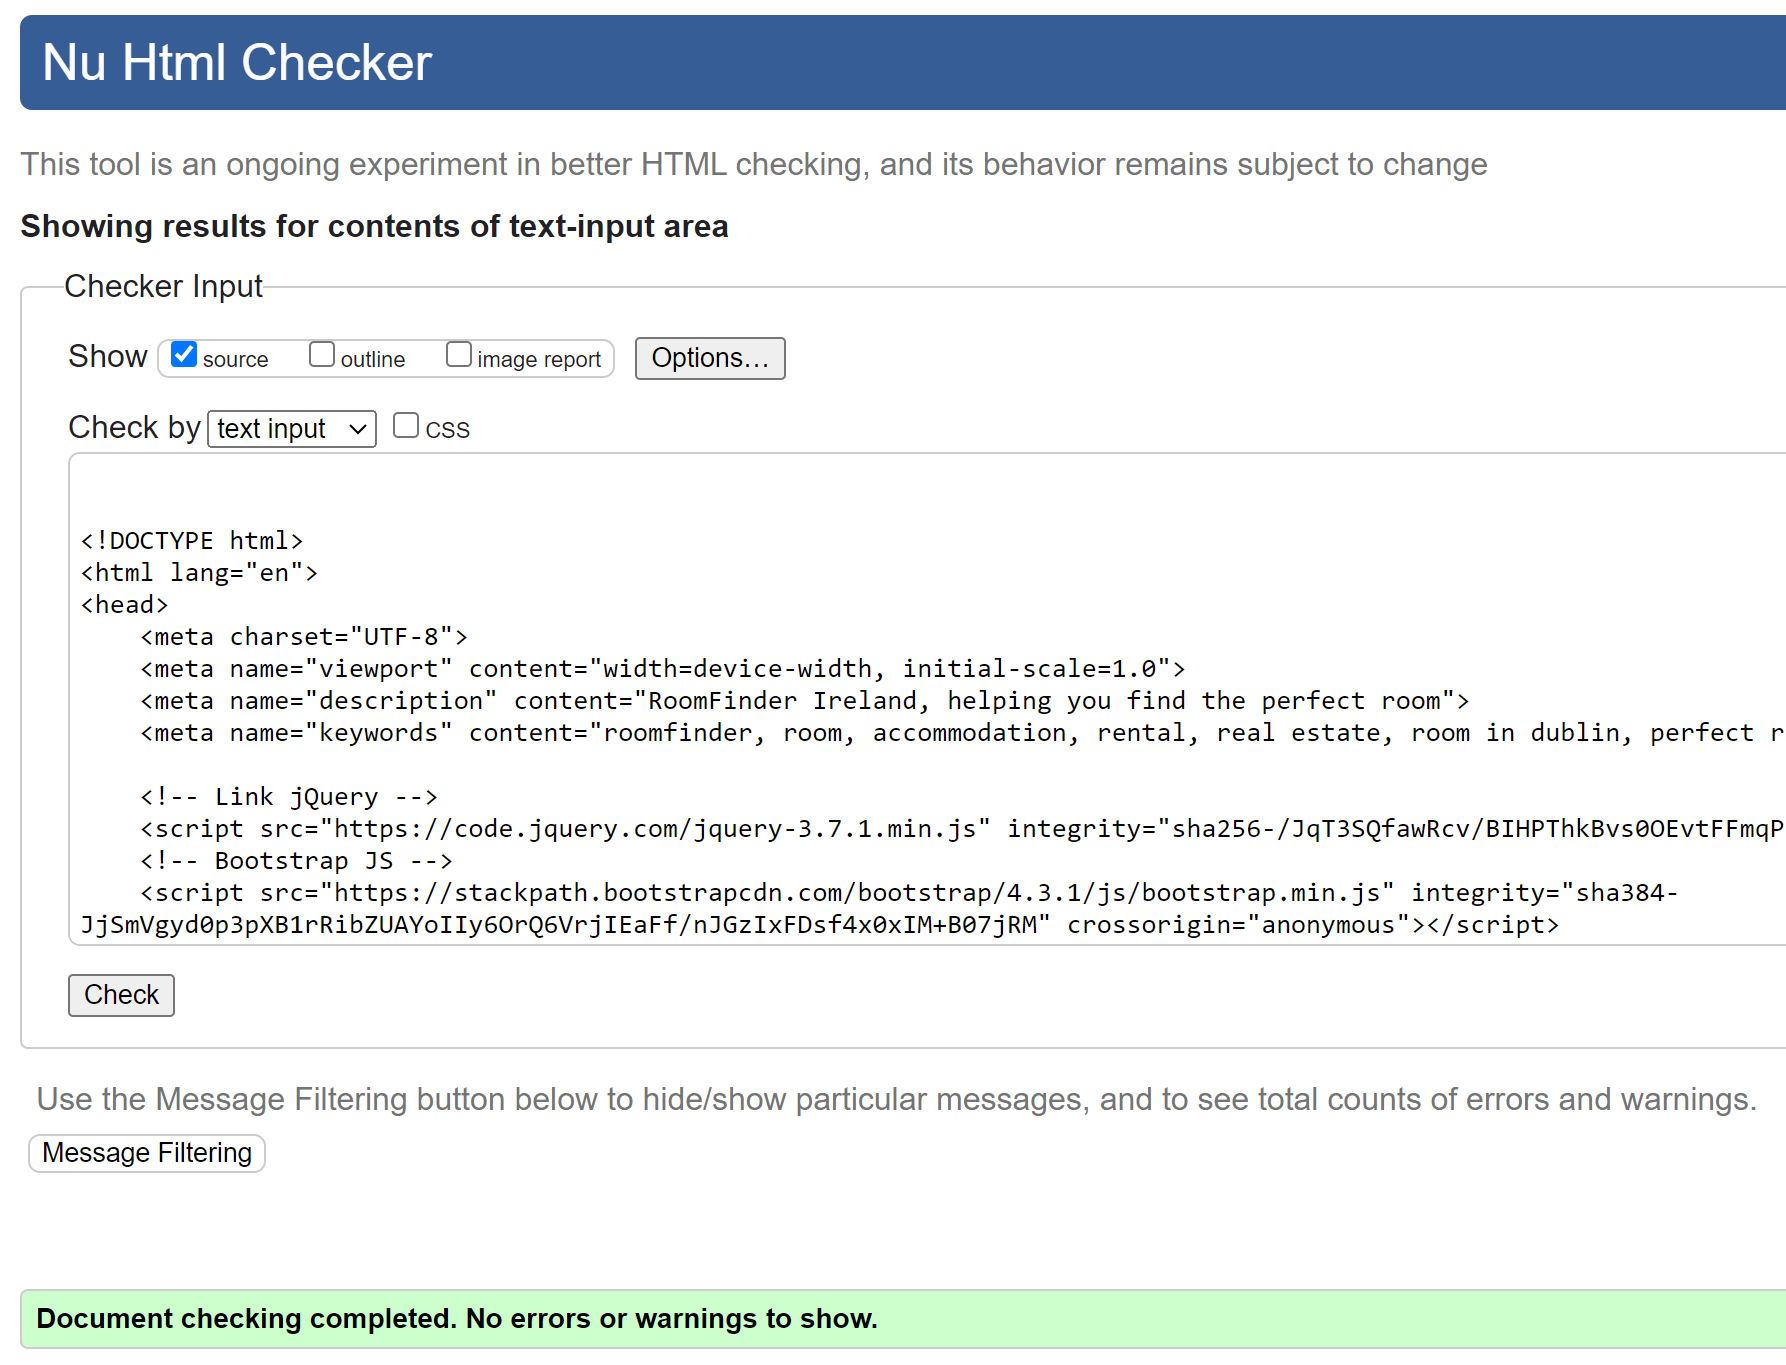 Nu Html Checker
This tool is an ongoing experiment in better HTML checking, and its behavior remains subject to change
Showing results for contents of text-input area
Checker Input
Show source outline image report Options...
Check by text input CSS
<!DOCTYPE html>
<html lang="en">
<head>
    <meta charset="UTF-8">
    <meta name="viewport" content="width=device-width, initial-scale=1.0">
    <meta name="description" content="RoomFinder Ireland, helping you find the perfect room">
    <meta name="keywords" content="roomfinder, room, accommodation, rental, real estate, room in dublin, perfect r
    <!-- Link jQuery -->
    <script src="https://code.jquery.com/jquery-3.7.1.min.js" integrity="sha256-/JqT3SQfawRcv/BIHPThkBvs0OEvtFFmqP
    <!-- Bootstrap JS -->
    <script src="https://stackpath.bootstrapcdn.com/bootstrap/4.3.1/js/bootstrap.min.js" integrity="sha384-
JjSmVgyd0p3pXB1rRibZUAYoIIy6OrQ6VrjIEaFf/nJGzIxFDsf4x0xIM+B07jRM" crossorigin="anonymous"></script>
Check
Use the Message Filtering button below to hide/show particular messages, and to see total counts of errors and warnings.
Message Filtering
Document checking completed. No errors or warnings to show.